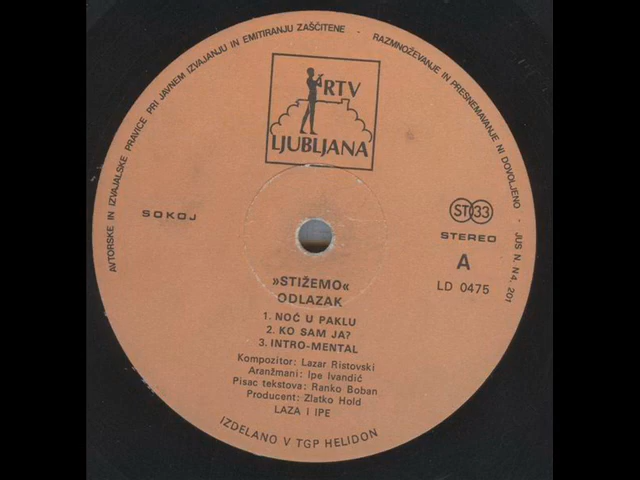 AVTORSKE IN IZVAJALSKE PRAVICE PRI JAVNEM IZVAJANJU IN EMITIRANJU ZAŠČITENE - RAZMNOŽEVANJE IN PRESNEMAVANJE NI DOVOLJENO - JUS N. N4. 201
RTV
LJUBLJANA
SOKOJ
ST 33
STEREO
A
LD 0475
»STIŽEMO«
ODLAZAK
1. NOĆ U PAKLU
2. KO SAM JA?
3. INTRO-MENTAL
Kompozitor: Lazar Ristovski
Aranžmani: Ipe Ivandić
Pisac tekstova: Ranko Boban
Producent: Zlatko Hold
LAZA I IPE
IZDELANO V TGP HELIDON